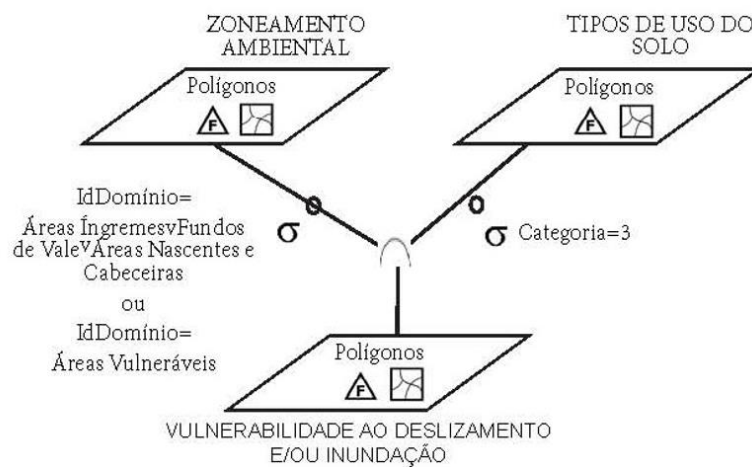 ZONEAMENTO
AMBIENTAL
TIPOS DE USO DO
SOLO
Polígonos
F
Polígonos
F
IdDomínio=
Áreas ÍngremesvFundos
de ValevÁreas Nascentes e
Cabeceiras
ou
IdDomínio=
Áreas Vulneráveis
σ
σ Categoria=3
Polígonos
F
VULNERABILIDADE AO DESLIZAMENTO
E/OU INUNDAÇÃO